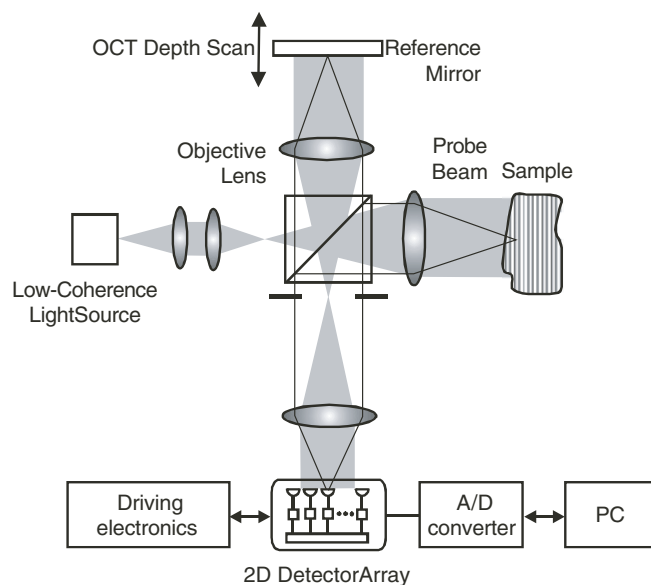 OCT Depth Scan
Reference
Mirror
Objective
Lens
Probe
Beam
Sample
Low-Coherence
LightSource
Driving
electronics
A/D
converter
PC
2D DetectorArray